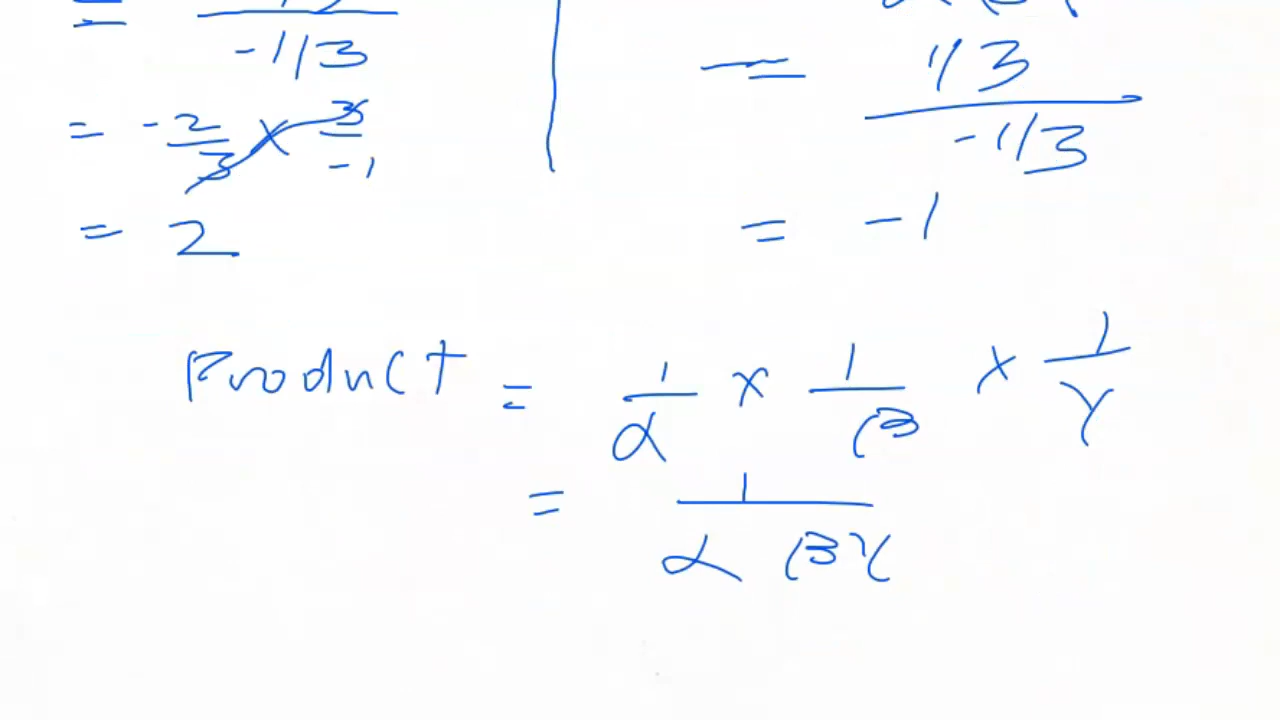 = -1/3
= -2/3 × 3/-1
= 2
= 1/3 / -1/3
= -1
Product = 1/α × 1/β × 1/γ
= 1/αβγ